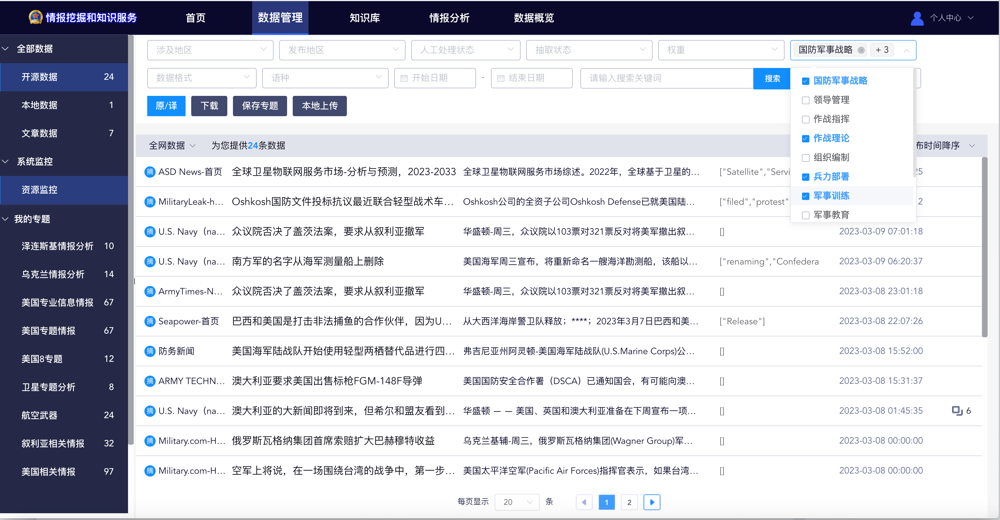 情报挖掘和知识服务 首页 数据管理 知识库 情报分析 数据概览 个人中心
全部数据
开源数据 24
本地数据 1
文章数据 7
系统监控
资源监控
我的专题
泽连斯基情报分析 10
乌克兰情报分析 14
美国专业信息情报 67
美国专题情报 67
美国8专题 12
卫星专题分析 8
航空武器 24
叙利亚相关情报 32
美国相关情报 97
涉及地区 发布地区 人工处理状态 抽取状态 权重 国防军事战略 + 3
数据格式 语种 开始日期 - 结束日期 请输入搜索关键词 搜索
原/译 下载 保存专题 本地上传
国防军事战略
领导管理
作战指挥
作战理论
组织编制
兵力部署
军事训练
军事教育
全网数据 为您提供24条数据 布时间降序
摘 ASD News-首页 全球卫星物联网服务市场-分析与预测，2023-2033 全球卫星物联网服务市场综述。2022年，全球基于卫星的... ["Satellite","Servi 25
摘 MilitaryLeak-h... Oshkosh国防文件投标抗议最近联合轻型战术车... Oshkosh公司的全资子公司Oshkosh Defense已就美国陆... ["filed","protest" 2
摘 U.S. Navy（na... 众议院否决了盖茨法案，要求从叙利亚撤军 华盛顿-周三，众议院以103票对321票反对将美军撤出叙... [] 2023-03-09 07:01:18
摘 U.S. Navy（na... 南方军的名字从海军测量船上删除 美国海军周三宣布，将重新命名一艘海洋勘测船，该船以... ["renaming","Confedera 2023-03-09 06:20:37
摘 ArmyTimes-N... 众议院否决了盖茨法案，要求从叙利亚撤军 华盛顿-周三，众议院以103票对321票反对将美军撤出叙... [] 2023-03-08 23:01:18
摘 Seapower-首页 巴西和美国是打击非法捕鱼的合作伙伴，因为U... 从大西洋海岸警卫队释放；****；2023年3月7日巴西和美... ["Release"] 2023-03-08 22:07:26
摘 防务新闻 美国海军陆战队开始使用轻型两栖替代品进行四... 弗吉尼亚州阿灵顿-美国海军陆战队(U.S.Marine Corps)公... [] 2023-03-08 15:52:00
摘 ARMY TECHN... 澳大利亚要求美国出售标枪FGM-148F导弹 美国国防安全合作署（DSCA）已通知国会，有可能向澳... [] 2023-03-08 15:31:37
摘 U.S. Navy（na... 澳大利亚的大新闻即将到来，但希尔和盟友看到... 华盛顿 — — 美国、英国和澳大利亚准备在下周宣布一项... [] 2023-03-08 01:45:35 6
摘 Military.com-H... 俄罗斯瓦格纳集团首席索赔扩大巴赫穆特收益 乌克兰基辅-周三，俄罗斯瓦格纳集团(Wagner Group)军... [] 2023-03-08 00:00:00
摘 Military.com-H... 空军上将说，在一场围绕台湾的战争中，第一步... 美国太平洋空军(Pacific Air Forces)指挥官表示，如果台湾... [] 2023-03-08 00:00:00
每页显示 20 条 1 2